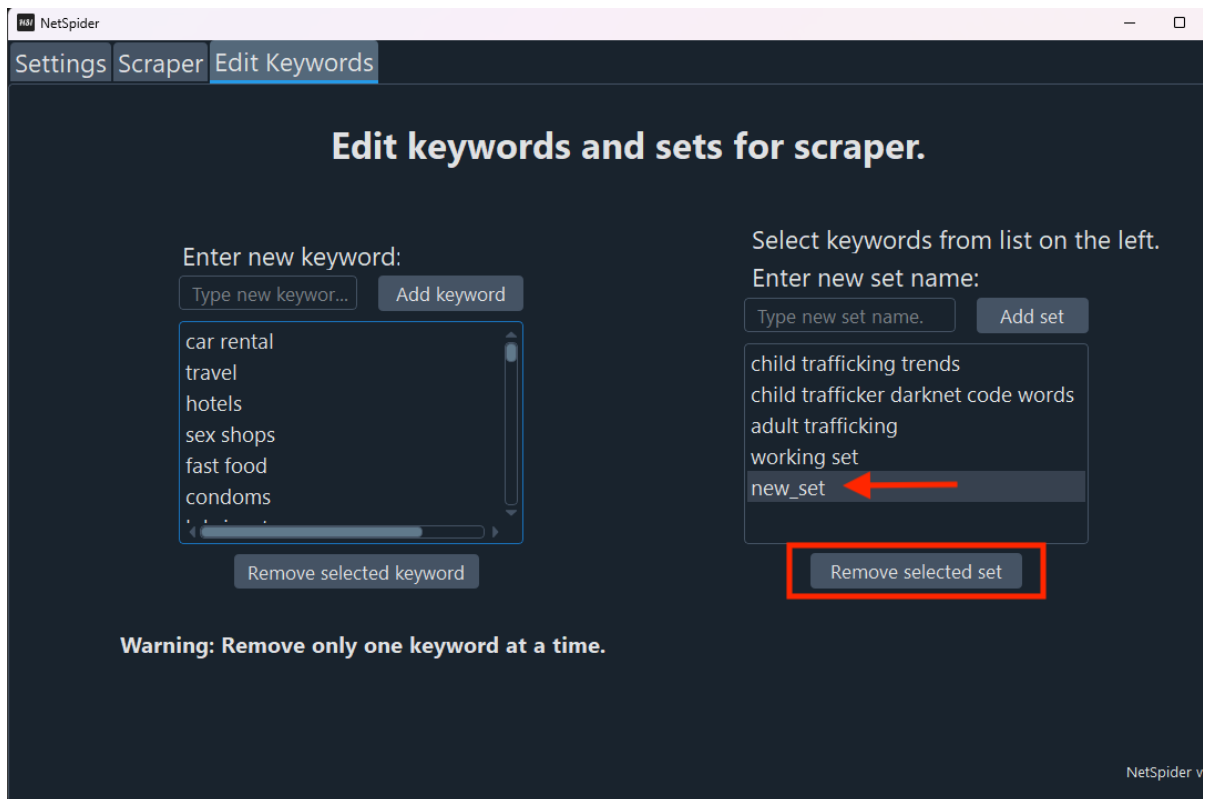 NetSpider
Settings Scraper Edit Keywords
Edit keywords and sets for scraper.
Enter new keyword:
Type new keywor...
Add keyword
car rental
travel
hotels
sex shops
fast food
condoms
Remove selected keyword
Warning: Remove only one keyword at a time.
Select keywords from list on the left.
Enter new set name:
Type new set name.
Add set
child trafficking trends
child trafficker darknet code words
adult trafficking
working set
new_set
Remove selected set
NetSpider v